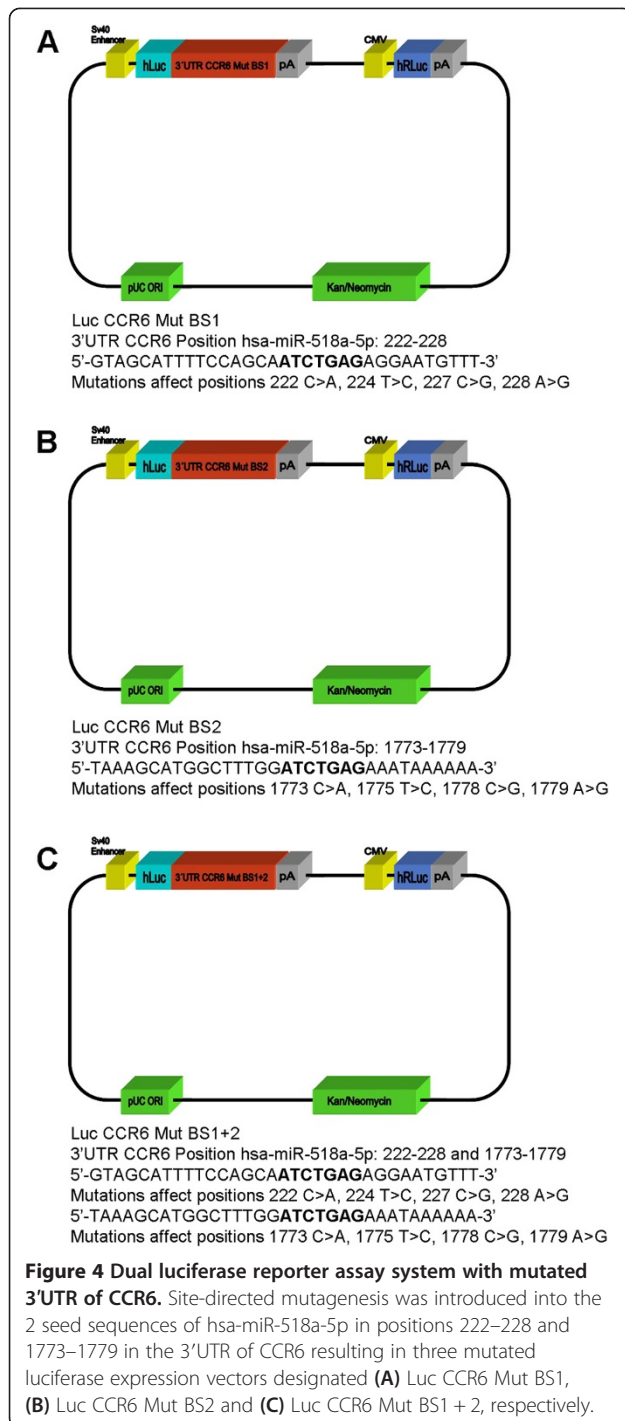 A
Sv40
Enhancer
CMV
hLuc 3'UTR CCR6 Mut BS1 pA hRLuc pA
pUC ORI Kan/Neomycin
Luc CCR6 Mut BS1
3'UTR CCR6 Position hsa-miR-518a-5p: 222-228
5'-GTAGCATTTTCCAGCAATCTGAGAGGAATGTTT-3'
Mutations affect positions 222 C>A, 224 T>C, 227 C>G, 228 A>G
B
Sv40
Enhancer
CMV
hLuc 3'UTR CCR6 Mut BS2 pA hRLuc pA
pUC ORI Kan/Neomycin
Luc CCR6 Mut BS2
3'UTR CCR6 Position hsa-miR-518a-5p: 1773-1779
5'-TAAAGCATGGCTTTGGATCTGAGAAATAAAAAA-3'
Mutations affect positions 1773 C>A, 1775 T>C, 1778 C>G, 1779 A>G
C
Sv40
Enhancer
CMV
hLuc 3'UTR CCR6 Mut BS1+2 pA hRLuc pA
pUC ORI Kan/Neomycin
Luc CCR6 Mut BS1+2
3'UTR CCR6 Position hsa-miR-518a-5p: 222-228 and 1773-1779
5'-GTAGCATTTTCCAGCAATCTGAGAGGAATGTTT-3'
Mutations affect positions 222 C>A, 224 T>C, 227 C>G, 228 A>G
5'-TAAAGCATGGCTTTGGATCTGAGAAATAAAAAA-3'
Mutations affect positions 1773 C>A, 1775 T>C, 1778 C>G, 1779 A>G
Figure 4 Dual luciferase reporter assay system with mutated
3'UTR of CCR6. Site-directed mutagenesis was introduced into the
2 seed sequences of hsa-miR-518a-5p in positions 222–228 and
1773–1779 in the 3'UTR of CCR6 resulting in three mutated
luciferase expression vectors designated (A) Luc CCR6 Mut BS1,
(B) Luc CCR6 Mut BS2 and (C) Luc CCR6 Mut BS1 + 2, respectively.